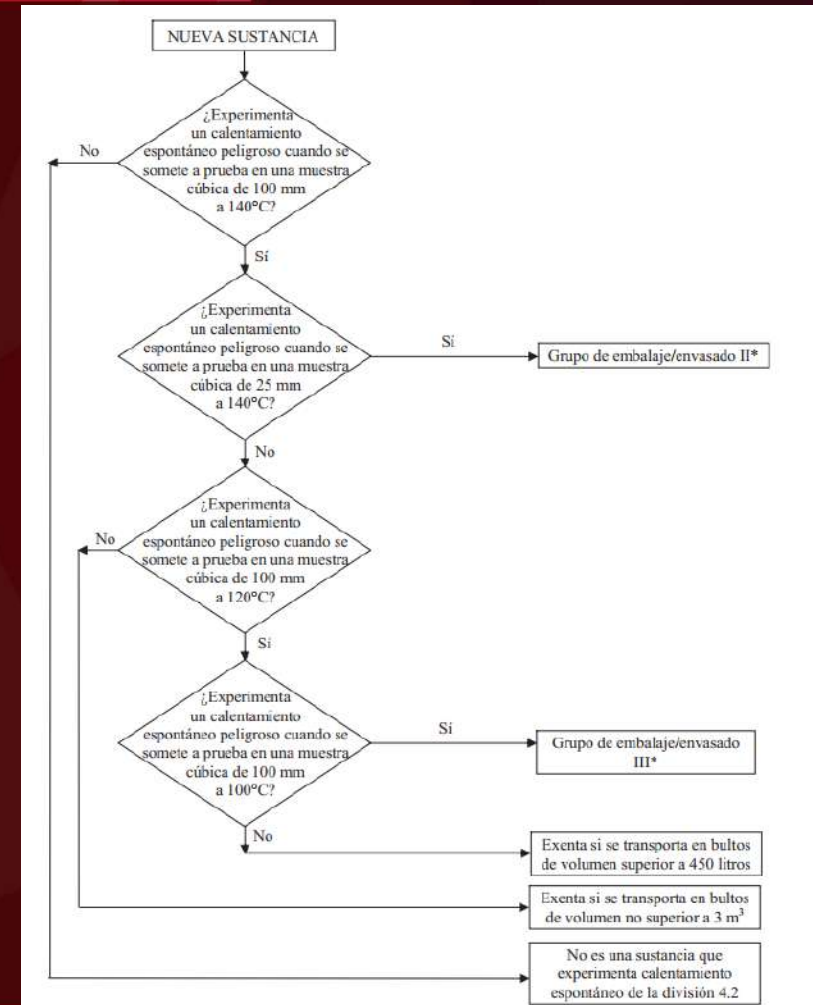 NUEVA SUSTANCIA
¿Experimenta
un calentamiento
espontáneo peligroso cuando se
somete a prueba en una muestra
cúbica de 100 mm
a 140°C?
No
Sí
¿Experimenta
un calentamiento
espontáneo peligroso cuando se
somete a prueba en una muestra
cúbica de 25 mm
a 140°C?
Sí
Grupo de embalaje/envasado II*
No
¿Experimenta
un calentamiento
espontáneo peligroso cuando se
somete a prueba en una muestra
cúbica de 100 mm
a 120°C?
No
Sí
¿Experimenta
un calentamiento
espontáneo peligroso cuando se
somete a prueba en una muestra
cúbica de 100 mm
a 100°C?
Sí
Grupo de embalaje/envasado
III*
No
Exenta si se transporta en bultos
de volumen superior a 450 litros
Exenta si se transporta en bultos
de volumen no superior a 3 m³
No es una sustancia que
experimenta calentamiento
espontáneo de la división 4.2